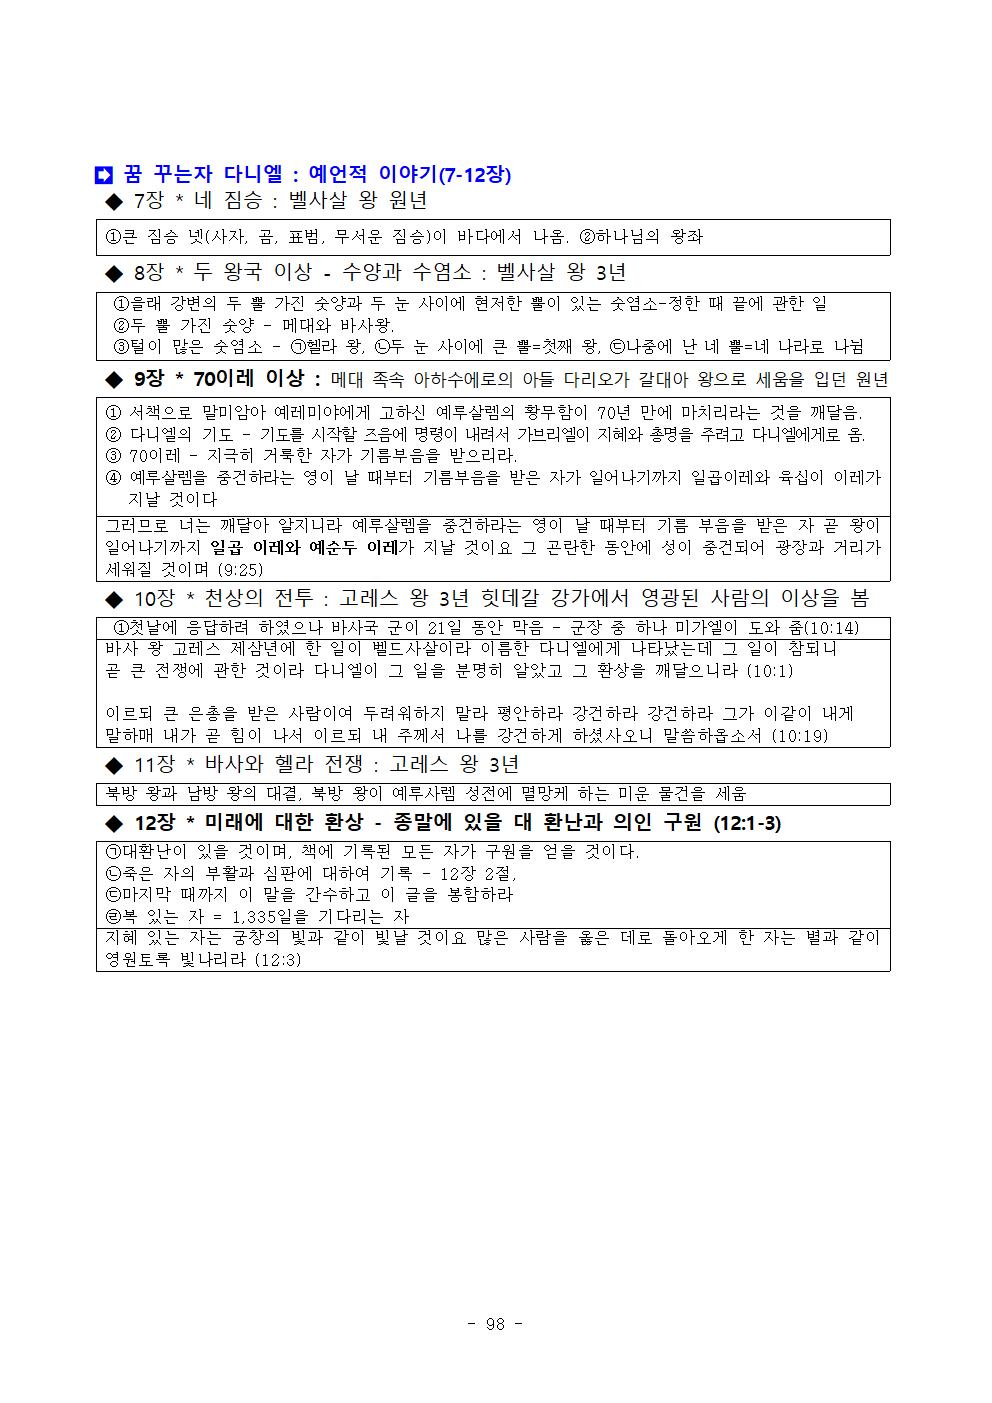 ➡ 꿈 꾸는자 다니엘 : 예언적 이야기(7-12장)
◆ 7장 * 네 짐승 : 벨사살 왕 원년
①큰 짐승 넷(사자, 곰, 표범, 무서운 짐승)이 바다에서 나옴. ②하나님의 왕좌
◆ 8장 * 두 왕국 이상 - 수양과 수염소 : 벨사살 왕 3년
①을래 강변의 두 뿔 가진 숫양과 두 눈 사이에 현저한 뿔이 있는 숫염소-정한 때 끝에 관한 일
②두 뿔 가진 숫양 - 메대와 바사왕.
③털이 많은 숫염소 - ㉠헬라 왕, ㉡두 눈 사이에 큰 뿔=첫째 왕, ㉢나중에 난 네 뿔=네 나라로 나뉨
◆ 9장 * 70이레 이상 : 메대 족속 아하수에로의 아들 다리오가 갈대아 왕으로 세움을 입던 원년
① 서책으로 말미암아 예레미야에게 고하신 예루살렘의 황무함이 70년 만에 마치리라는 것을 깨달음.
② 다니엘의 기도 - 기도를 시작할 즈음에 명령이 내려서 가브리엘이 지혜와 총명을 주려고 다니엘에게로 옴.
③ 70이레 - 지극히 거룩한 자가 기름부음을 받으리라.
④ 예루살렘을 중건하라는 영이 날 때부터 기름부음을 받은 자가 일어나기까지 일곱이레와 육십이 이레가
지날 것이다
그러므로 너는 깨달아 알지니라 예루살렘을 중건하라는 영이 날 때부터 기름 부음을 받은 자 곧 왕이
일어나기까지 일곱 이레와 예순두 이레가 지날 것이요 그 곤란한 동안에 성이 중건되어 광장과 거리가
세워질 것이며 (9:25)
◆ 10장 * 천상의 전투 : 고레스 왕 3년 힛데갈 강가에서 영광된 사람의 이상을 봄
①첫날에 응답하려 하였으나 바사국 군이 21일 동안 막음 - 군장 중 하나 미가엘이 도와 줌(10:14)
바사 왕 고레스 제삼년에 한 일이 벨드사살이라 이름한 다니엘에게 나타났는데 그 일이 참되니
곧 큰 전쟁에 관한 것이라 다니엘이 그 일을 분명히 알았고 그 환상을 깨달으니라 (10:1)
이르되 큰 은총을 받은 사람이여 두려워하지 말라 평안하라 강건하라 강건하라 그가 이같이 내게
말하매 내가 곧 힘이 나서 이르되 내 주께서 나를 강건하게 하셨사오니 말씀하옵소서 (10:19)
◆ 11장 * 바사와 헬라 전쟁 : 고레스 왕 3년
북방 왕과 남방 왕의 대결, 북방 왕이 예루사렘 성전에 멸망케 하는 미운 물건을 세움
◆ 12장 * 미래에 대한 환상 - 종말에 있을 대 환난과 의인 구원 (12:1-3)
㉠대환난이 있을 것이며, 책에 기록된 모든 자가 구원을 얻을 것이다.
㉡죽은 자의 부활과 심판에 대하여 기록 - 12장 2절,
㉢마지막 때까지 이 말을 간수하고 이 글을 봉함하라
㉣복 있는 자 = 1,335일을 기다리는 자
지혜 있는 자는 궁창의 빛과 같이 빛날 것이요 많은 사람을 옳은 데로 돌아오게 한 자는 별과 같이
영원토록 빛나리라 (12:3)
- 98 -